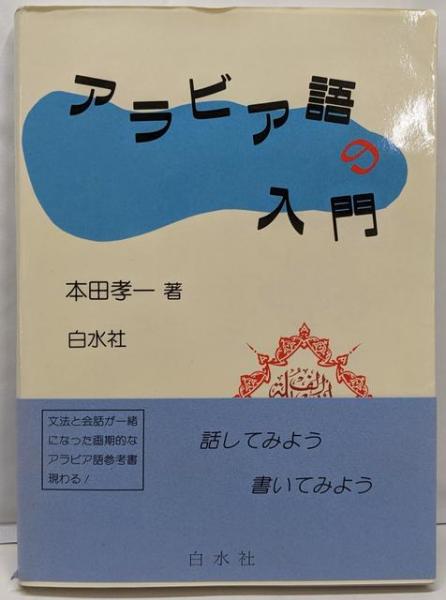 アラビア語の
入門
本田孝一 著
白水社
文法と会話が一緒
になった画期的な
アラビア語参考書
現わる！
話してみよう
書いてみよう
白水社